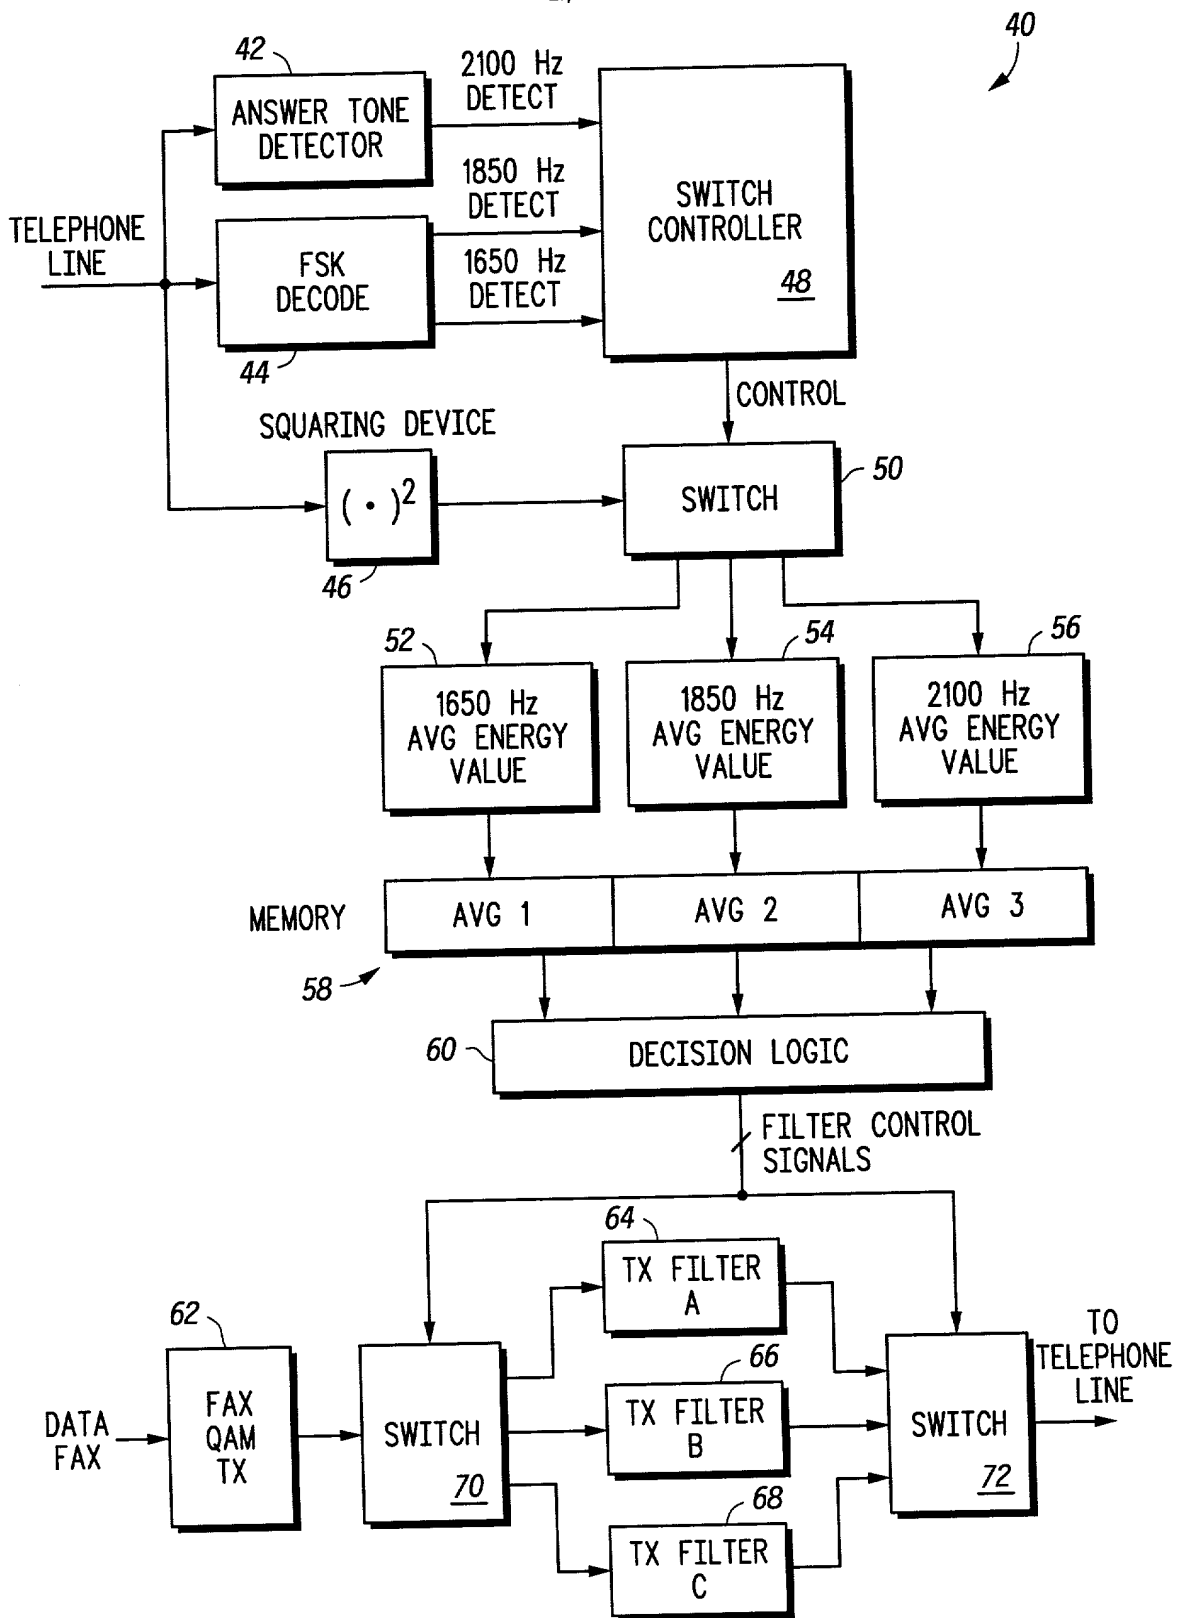 40
42
ANSWER TONE
DETECTOR
2100 Hz
DETECT
1850 Hz
DETECT
SWITCH
CONTROLLER
48
TELEPHONE
LINE
FSK
DECODE
44
1650 Hz
DETECT
CONTROL
SQUARING DEVICE
(•)²
46
SWITCH
50
52
1650 Hz
AVG ENERGY
VALUE
54
1850 Hz
AVG ENERGY
VALUE
56
2100 Hz
AVG ENERGY
VALUE
MEMORY
AVG 1
AVG 2
AVG 3
58
60
DECISION LOGIC
FILTER CONTROL
SIGNALS
64
TX FILTER
A
62
DATA
FAX
FAX
QAM
TX
SWITCH
70
66
TX FILTER
B
68
TX FILTER
C
SWITCH
72
TO
TELEPHONE
LINE